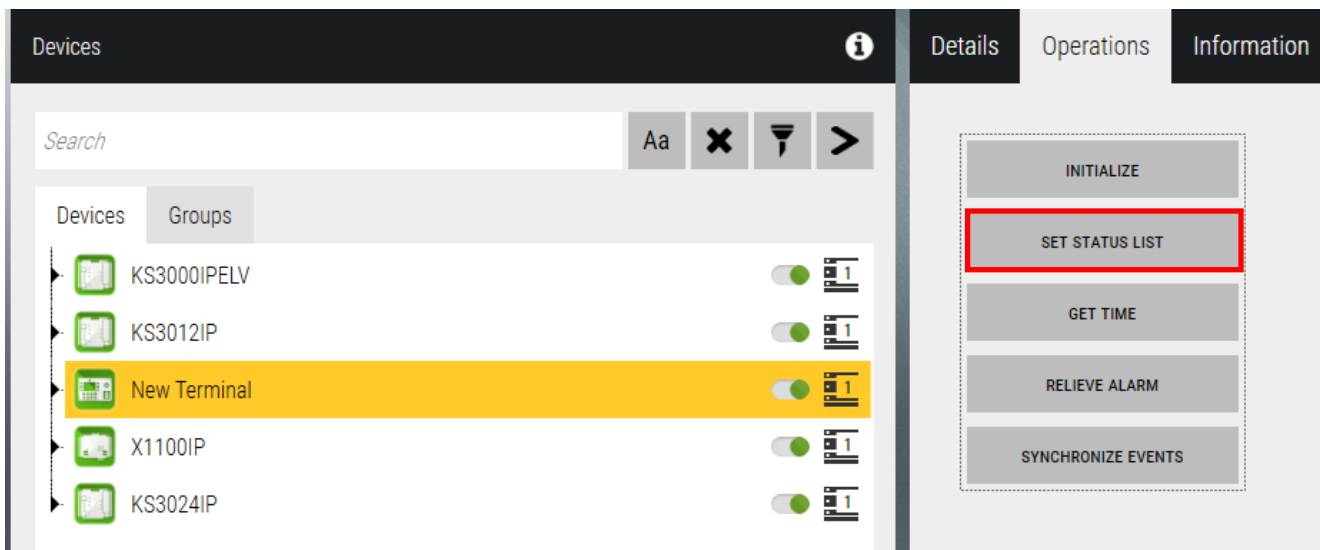 Devices
Details Operations Information
Search
Aa
Devices Groups
KS3000IPELV 1
KS3012IP 1
New Terminal 1
X1100IP 1
KS3024IP 1
INITIALIZE
SET STATUS LIST
GET TIME
RELIEVE ALARM
SYNCHRONIZE EVENTS